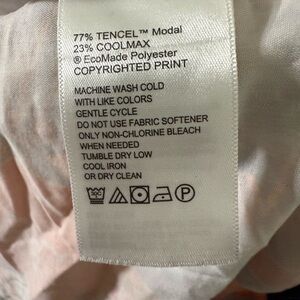 77% TENCEL™ Modal
23% COOLMAX
® EcoMade Polyester
COPYRIGHTED PRINT
MACHINE WASH COLD
WITH LIKE COLORS
GENTLE CYCLE
DO NOT USE FABRIC SOFTENER
ONLY NON-CHLORINE BLEACH
WHEN NEEDED
TUMBLE DRY LOW
COOL IRON
OR DRY CLEAN
P